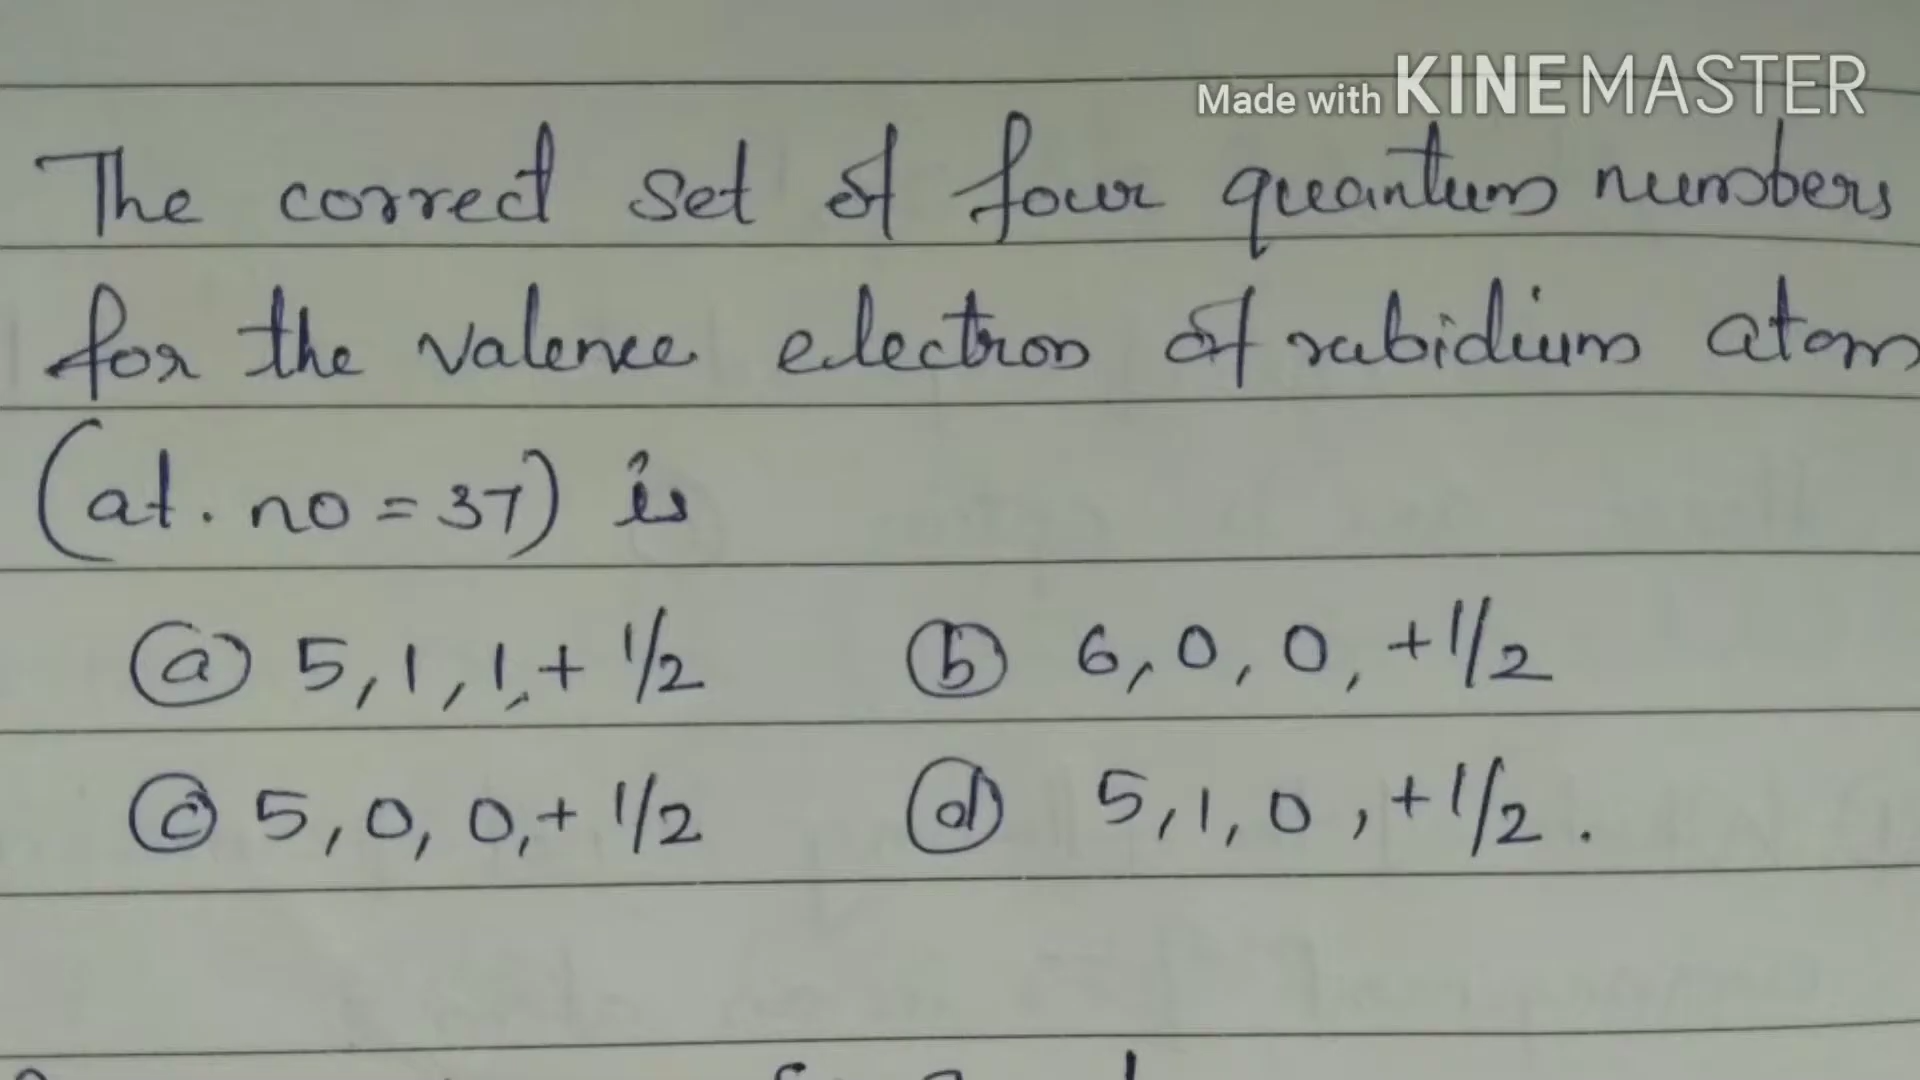 Made with KINEMASTER
The correct set of four quantum numbers
for the valence electron of rubidium atom
(at. no = 37) is
(a) 5, 1, 1, + 1/2 (b) 6, 0, 0, +1/2
(c) 5, 0, 0, + 1/2 (d) 5, 1, 0, +1/2.